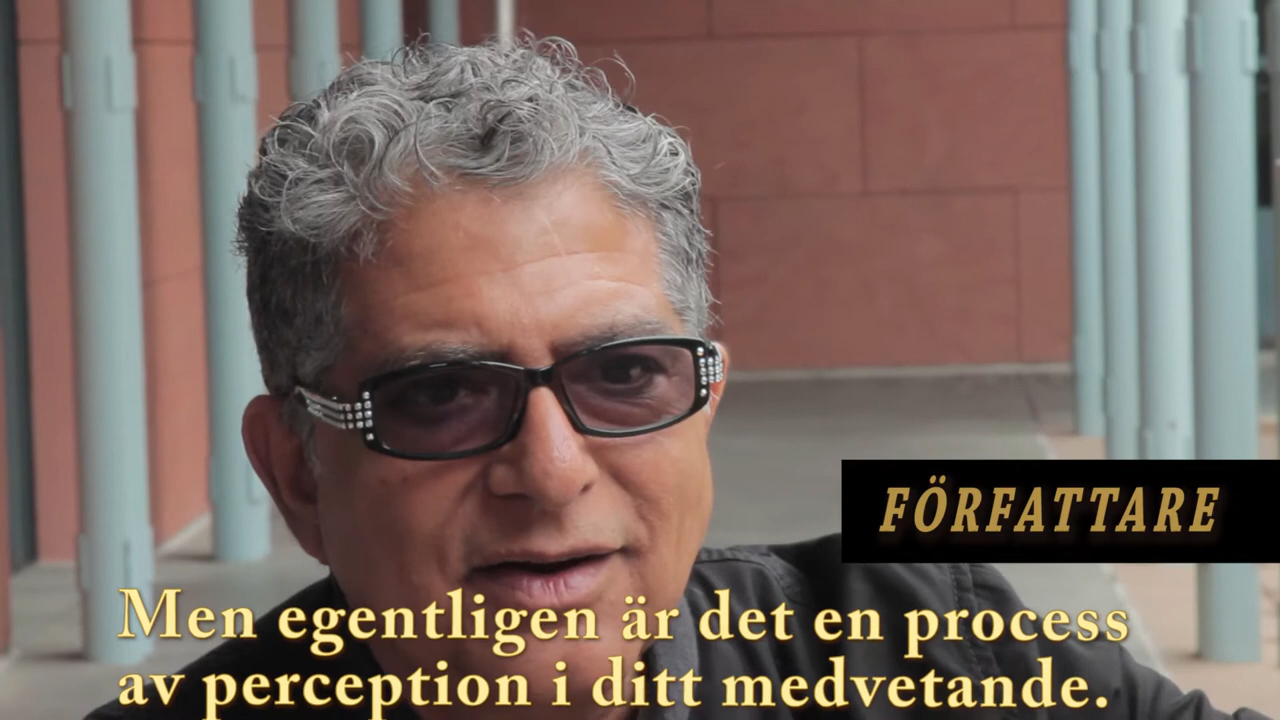 FÖRFATTARE
Men egentligen är det en process
av perception i ditt medvetande.